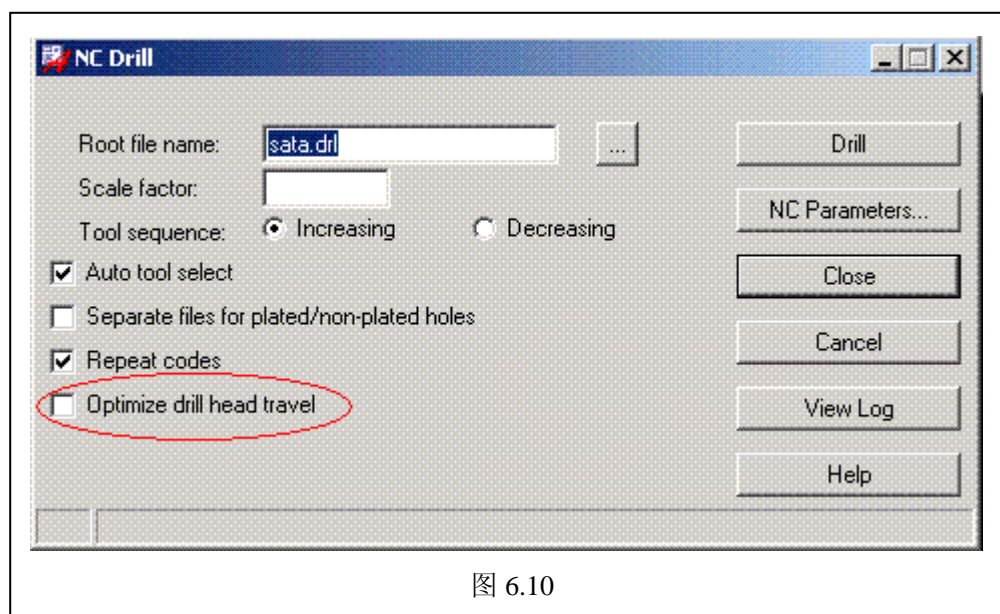 NC Drill
Root file name: sata.drl ... Drill
Scale factor:
NC Parameters...
Tool sequence: Increasing Decreasing
Auto tool select Close
Separate files for plated/non-plated holes
Cancel
Repeat codes
Optimize drill head travel View Log
Help
图 6.10